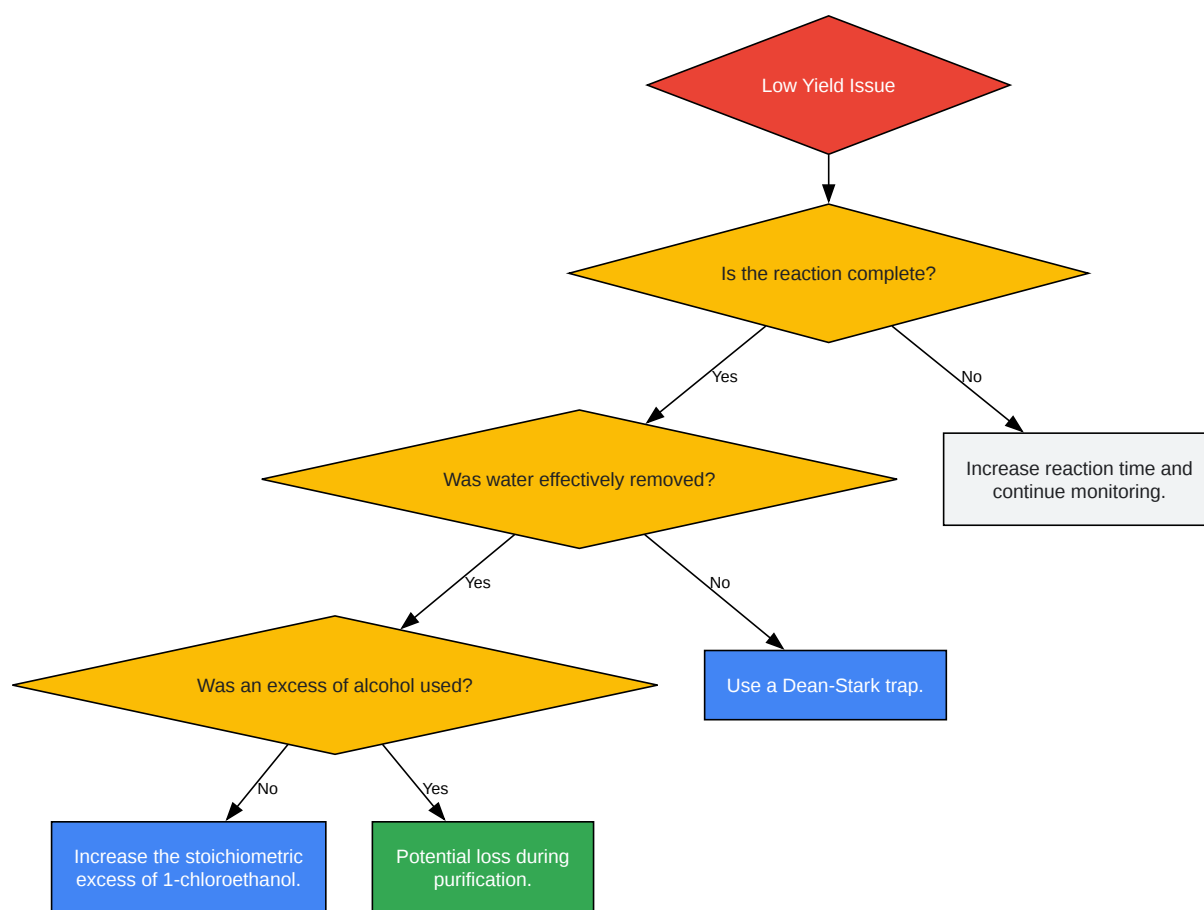 Low Yield Issue
Is the reaction complete?
Yes
No
Was water effectively removed?
Increase reaction time and
continue monitoring.
Yes
No
Was an excess of alcohol used?
Use a Dean-Stark trap.
No
Yes
Increase the stoichiometric
excess of 1-chloroethanol.
Potential loss during
purification.